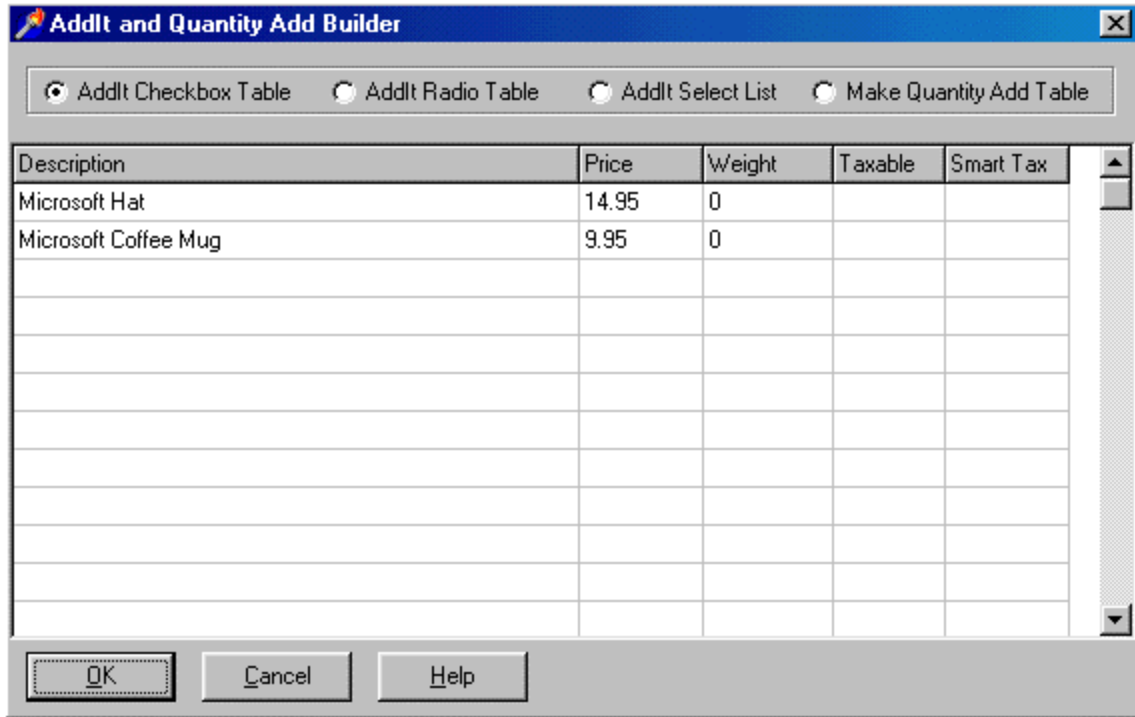 AddIt and Quantity Add Builder
AddIt Checkbox Table AddIt Radio Table AddIt Select List Make Quantity Add Table
Description Price Weight Taxable Smart Tax
Microsoft Hat 14.95 0
Microsoft Coffee Mug 9.95 0
OK Cancel Help